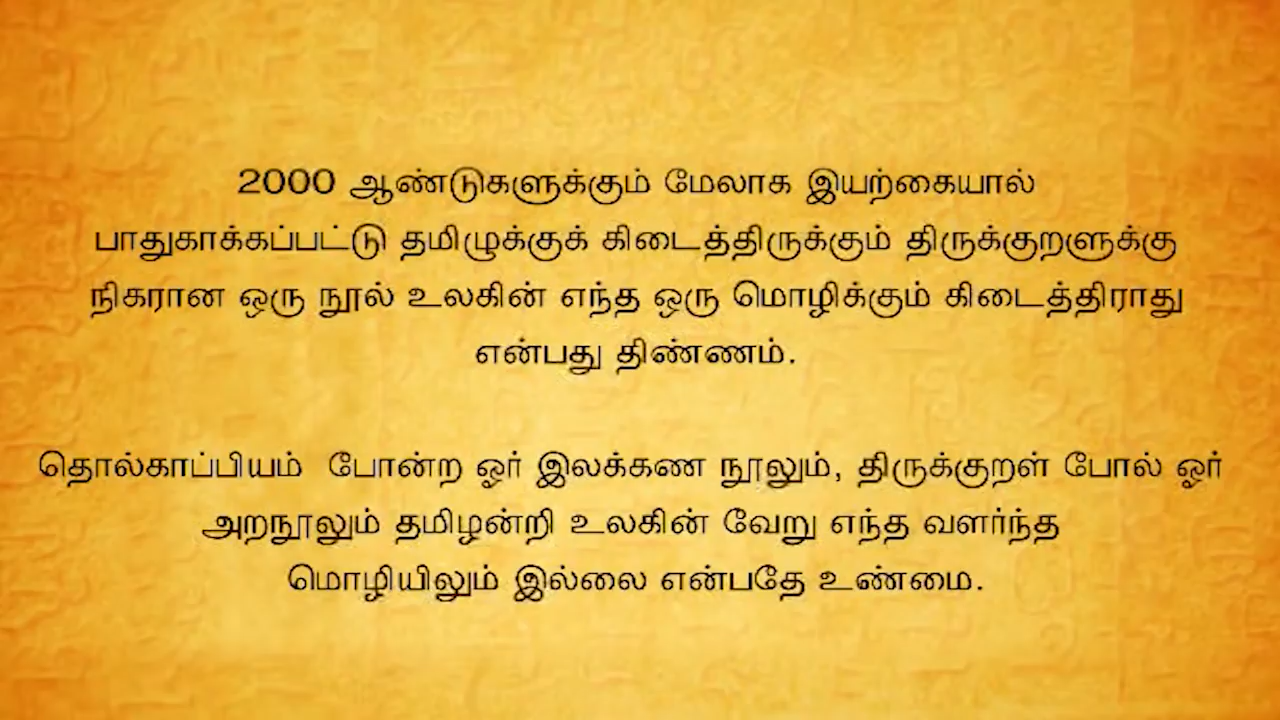 2000 ஆண்டுகளுக்கும் மேலாக இயற்கையால்
பாதுகாக்கப்பட்டு தமிழுக்குக் கிடைத்திருக்கும் திருக்குறளுக்கு
நிகரான ஒரு நூல் உலகின் எந்த ஒரு மொழிக்கும் கிடைத்திராது
என்பது திண்ணம்.
தொல்காப்பியம் போன்ற ஓர் இலக்கண நூலும், திருக்குறள் போல் ஓர்
அறநூலும் தமிழன்றி உலகின் வேறு எந்த வளர்ந்த
மொழியிலும் இல்லை என்பதே உண்மை.